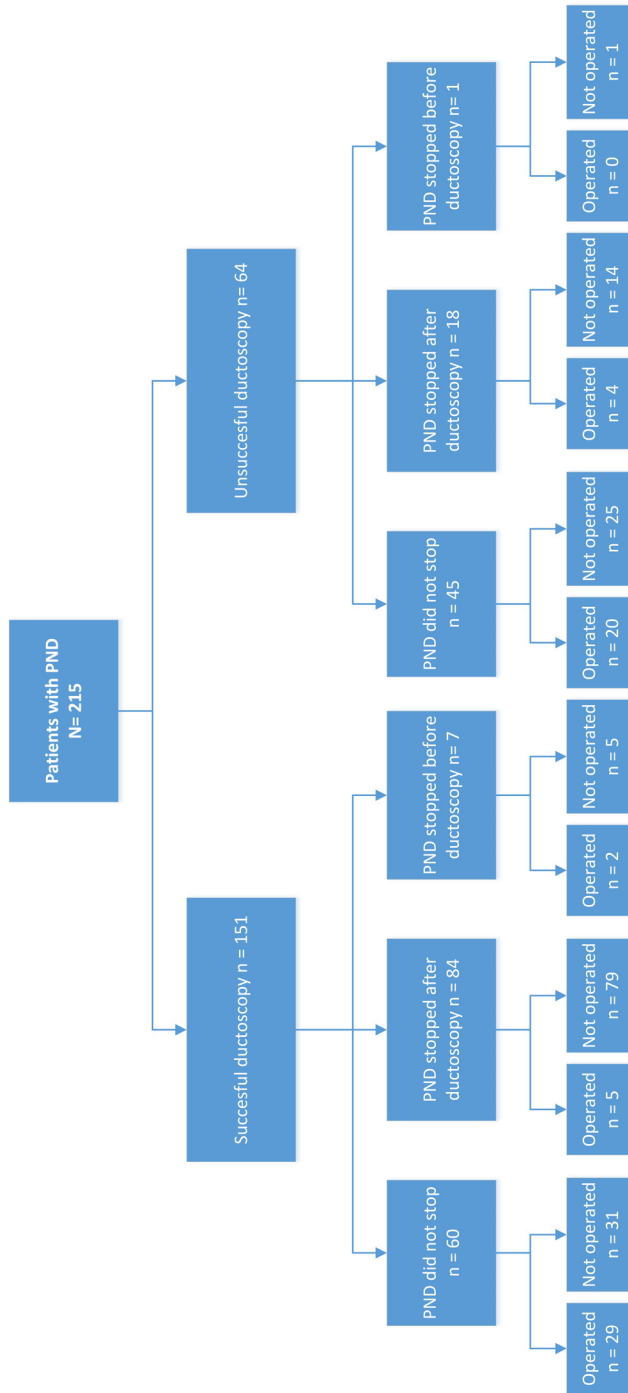 Patients with PND
N= 215
Succesful ductoscopy n = 151
Unsuccesful ductoscopy n= 64
PND did not stop
n = 60
PND stopped after
ductoscopy n = 84
PND stopped before
ductoscopy n= 7
PND did not stop
n = 45
PND stopped after
ductoscopy n = 18
PND stopped before
ductoscopy n= 1
Operated
n = 29
Not operated
n = 31
Operated
n = 5
Not operated
n = 79
Operated
n = 2
Not operated
n = 5
Operated
n = 20
Not operated
n = 25
Operated
n = 4
Not operated
n = 14
Operated
n = 0
Not operated
n = 1